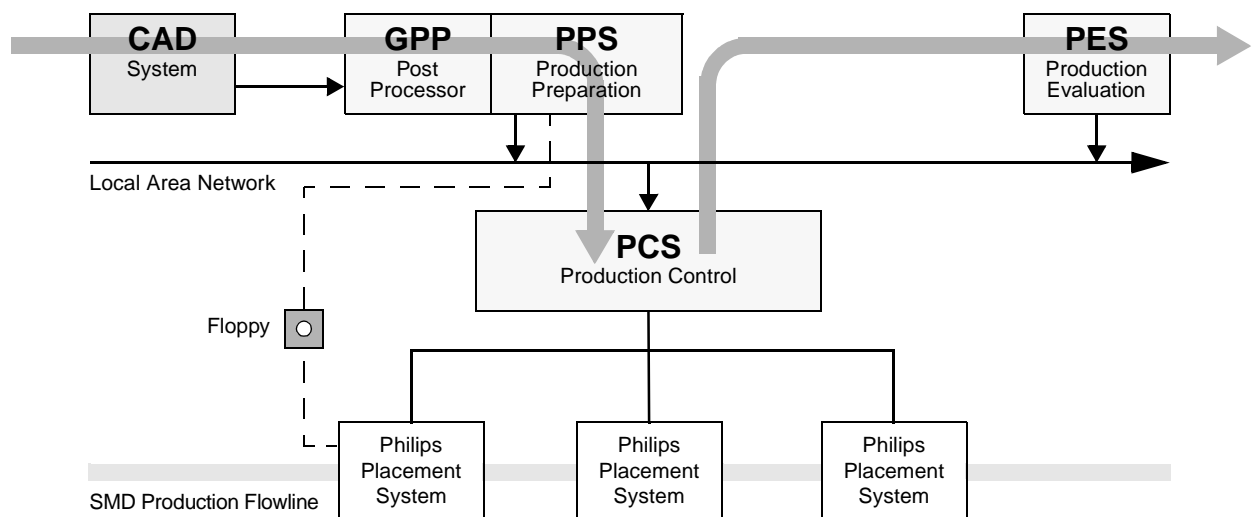 CAD
System
GPP
Post
Processor
PPS
Production
Preparation
PES
Production
Evaluation
Local Area Network
PCS
Production Control
Floppy
Philips
Placement
System
Philips
Placement
System
Philips
Placement
System
SMD Production Flowline